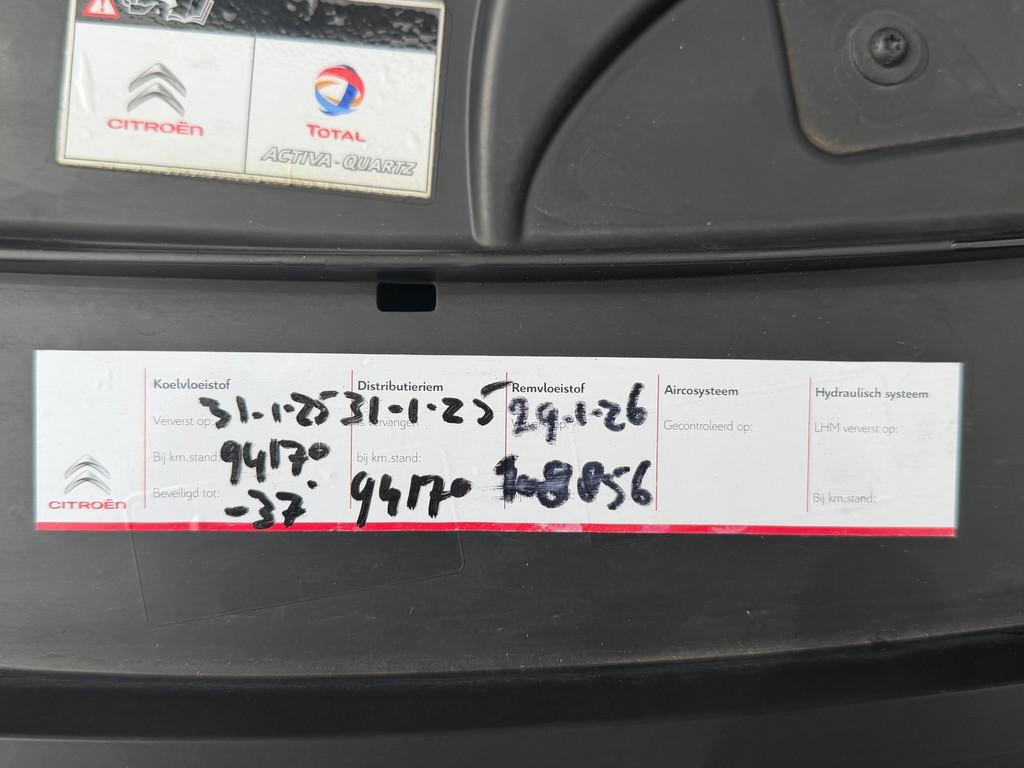 CITROËN
TOTAL
ACTIVA-QUARTZ
Koelvloeistof
Ververst op: 31-1-25
Bij km.stand: 94170
Beveiligd tot: -37°
Distributieriem
vervangen 31-1-25
bij km.stand:
94170
Remvloeistof
29-1-26
Aircosysteem
Gecontroleerd op:
Hydraulisch systeem
LHM ververst op:
Bij km.stand:
CITROËN